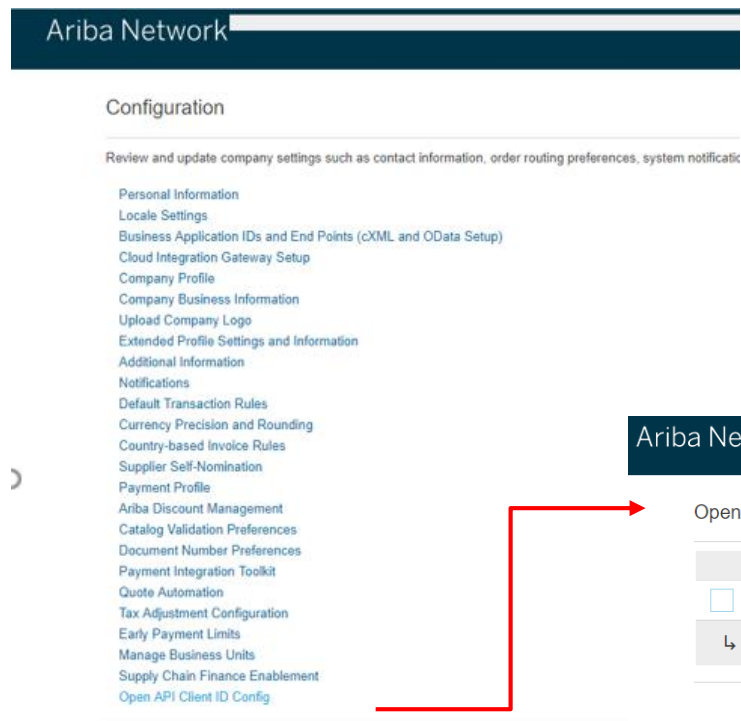 Ariba Network
Configuration
Review and update company settings such as contact information, order routing preferences, system notificatio
Personal Information
Locale Settings
Business Application IDs and End Points (cXML and OData Setup)
Cloud Integration Gateway Setup
Company Profile
Company Business Information
Upload Company Logo
Extended Profile Settings and Information
Additional Information
Notifications
Default Transaction Rules
Currency Precision and Rounding
Country-based Invoice Rules
Supplier Self-Nomination
Payment Profile
Ariba Discount Management
Catalog Validation Preferences
Document Number Preferences
Payment Integration Toolkit
Quote Automation
Tax Adjustment Configuration
Early Payment Limits
Manage Business Units
Supply Chain Finance Enablement
Open API Client ID Config
Ariba Ne
Open